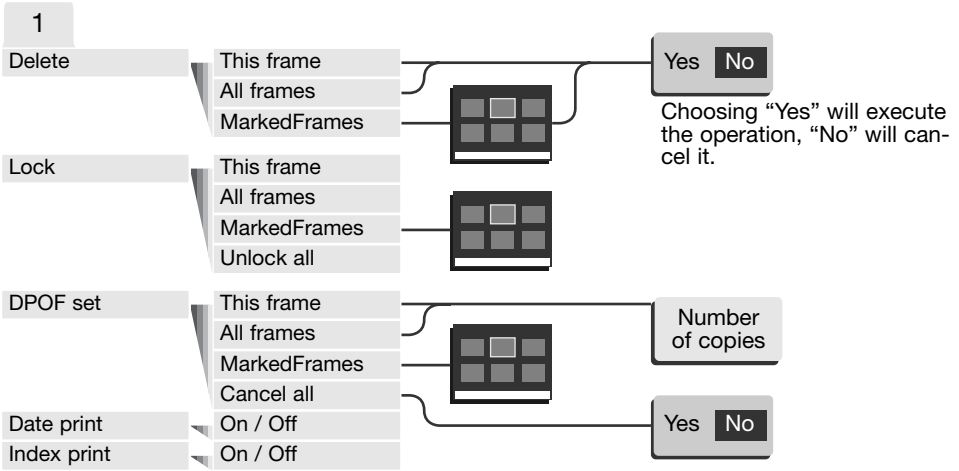 1
Delete
This frame
All frames
MarkedFrames
Yes No
Choosing “Yes” will execute
the operation, “No” will can-
cel it.
Lock
This frame
All frames
MarkedFrames
Unlock all
DPOF set
This frame
All frames
MarkedFrames
Cancel all
Number
of copies
Yes No
Date print
On / Off
Index print
On / Off